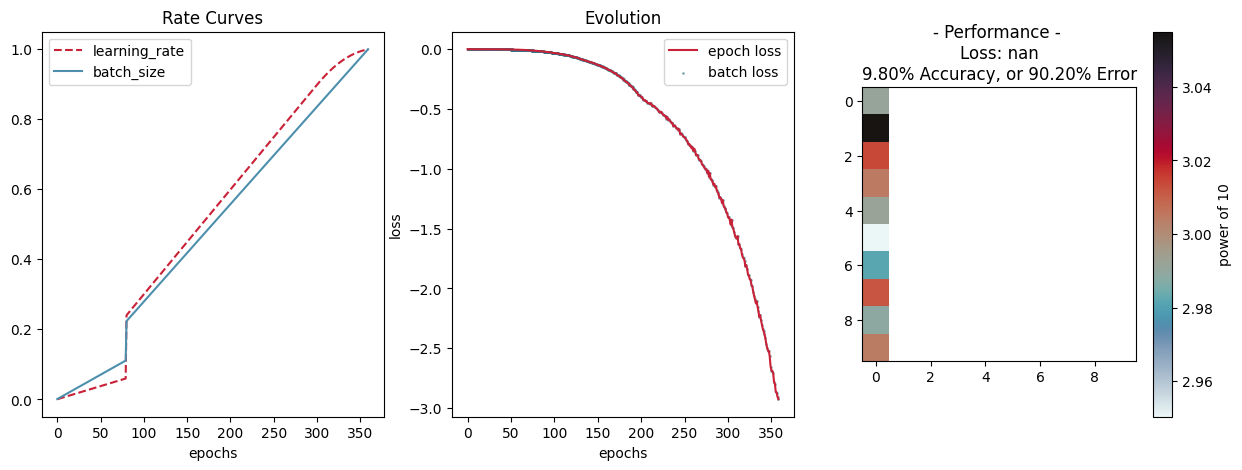 Rate Curves
learning_rate
batch_size
1.0
0.8
0.6
0.4
0.2
0.0
0 50 100 150 200 250 300 350
epochs
Evolution
epoch loss
batch loss
loss
0.0
−0.5
−1.0
−1.5
−2.0
−2.5
−3.0
0 50 100 150 200 250 300 350
epochs
- Performance -
Loss: nan
9.80% Accuracy, or 90.20% Error
0
2
4
6
8
0 2 4 6 8
3.04
3.02
3.00
2.98
2.96
power of 10